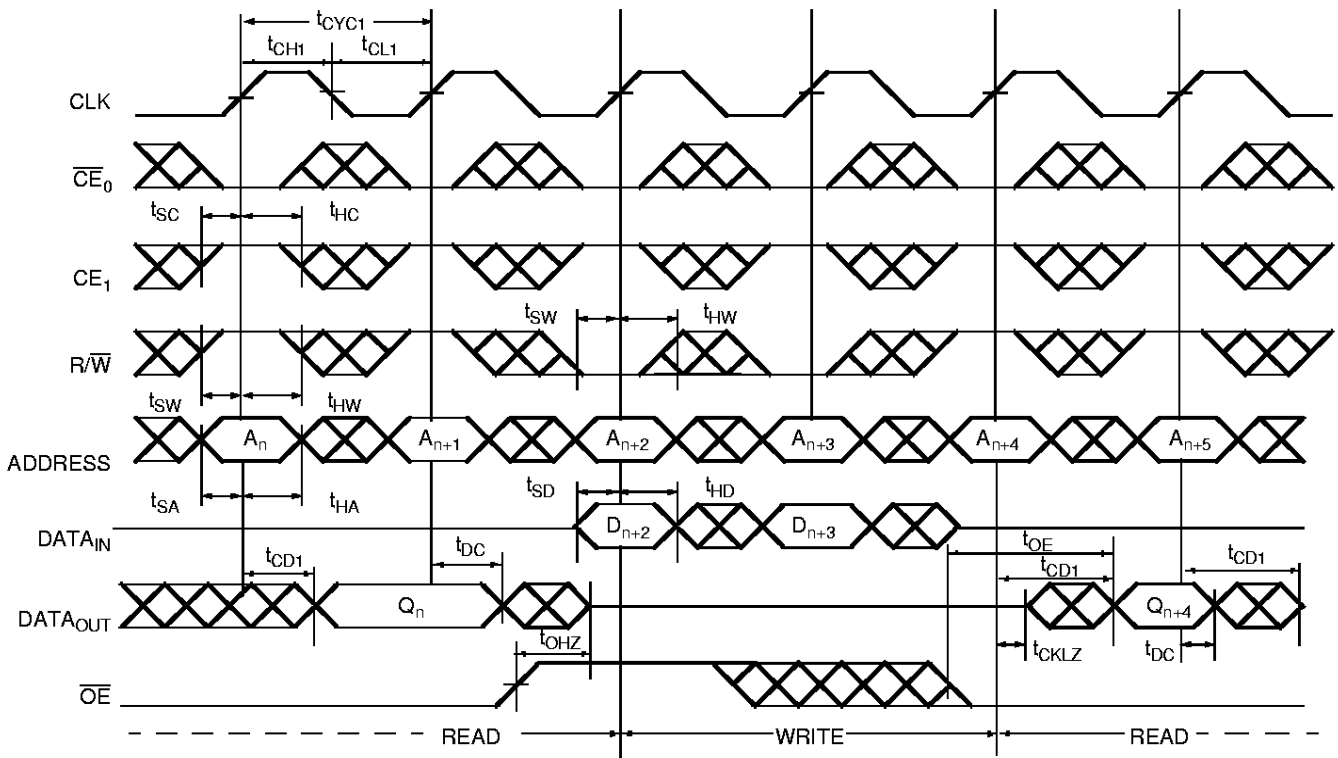 tCYC1
tCH1 tCL1
CLK
CE0
tSC tHC
CE1
tSW tHW
R/W
tSW tHW
An An+1 An+2 An+3 An+4 An+5
ADDRESS
tSA tHA tSD tHD
DATAIN Dn+2 Dn+3
tCD1 tDC tOE
tCD1 tCD1
DATAOUT Qn Qn+4
tOHZ tCKLZ tDC
OE
READ WRITE READ